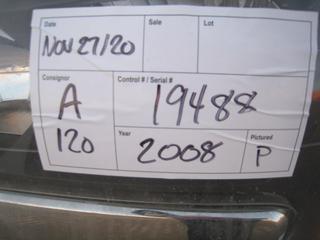 Date Sale Lot
Nov 27/20
Consignor Control # / Serial #
A 19488
120 Year Pictured
2008 P